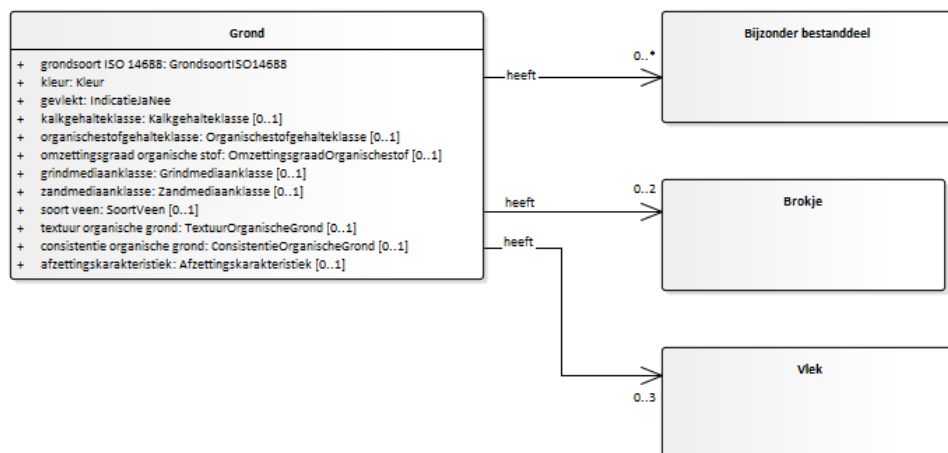 Grond
+ grondsoort ISO 14688: GrondsoortISO14688
+ kleur: Kleur
+ gevlekt: IndicatieJaNee
+ kalkgehalteklasse: Kalkgehalteklasse [0..1]
+ organischestofgehalteklasse: Organischestofgehalteklasse [0..1]
+ omzettingsgraad organische stof: OmzettingsgraadOrganischestof [0..1]
+ grindmediaanklasse: Grindmediaanklasse [0..1]
+ zandmediaanklasse: Zandmediaanklasse [0..1]
+ soort veen: SoortVeen [0..1]
+ textuur organische grond: TextuurOrganischeGrond [0..1]
+ consistentie organische grond: ConsistentieOrganischeGrond [0..1]
+ afzettingskarakteristiek: Afzettingskarakteristiek [0..1]
heeft
0..*
Bijzonder bestanddeel
heeft
0..2
Brokje
heeft
0..3
Vlek